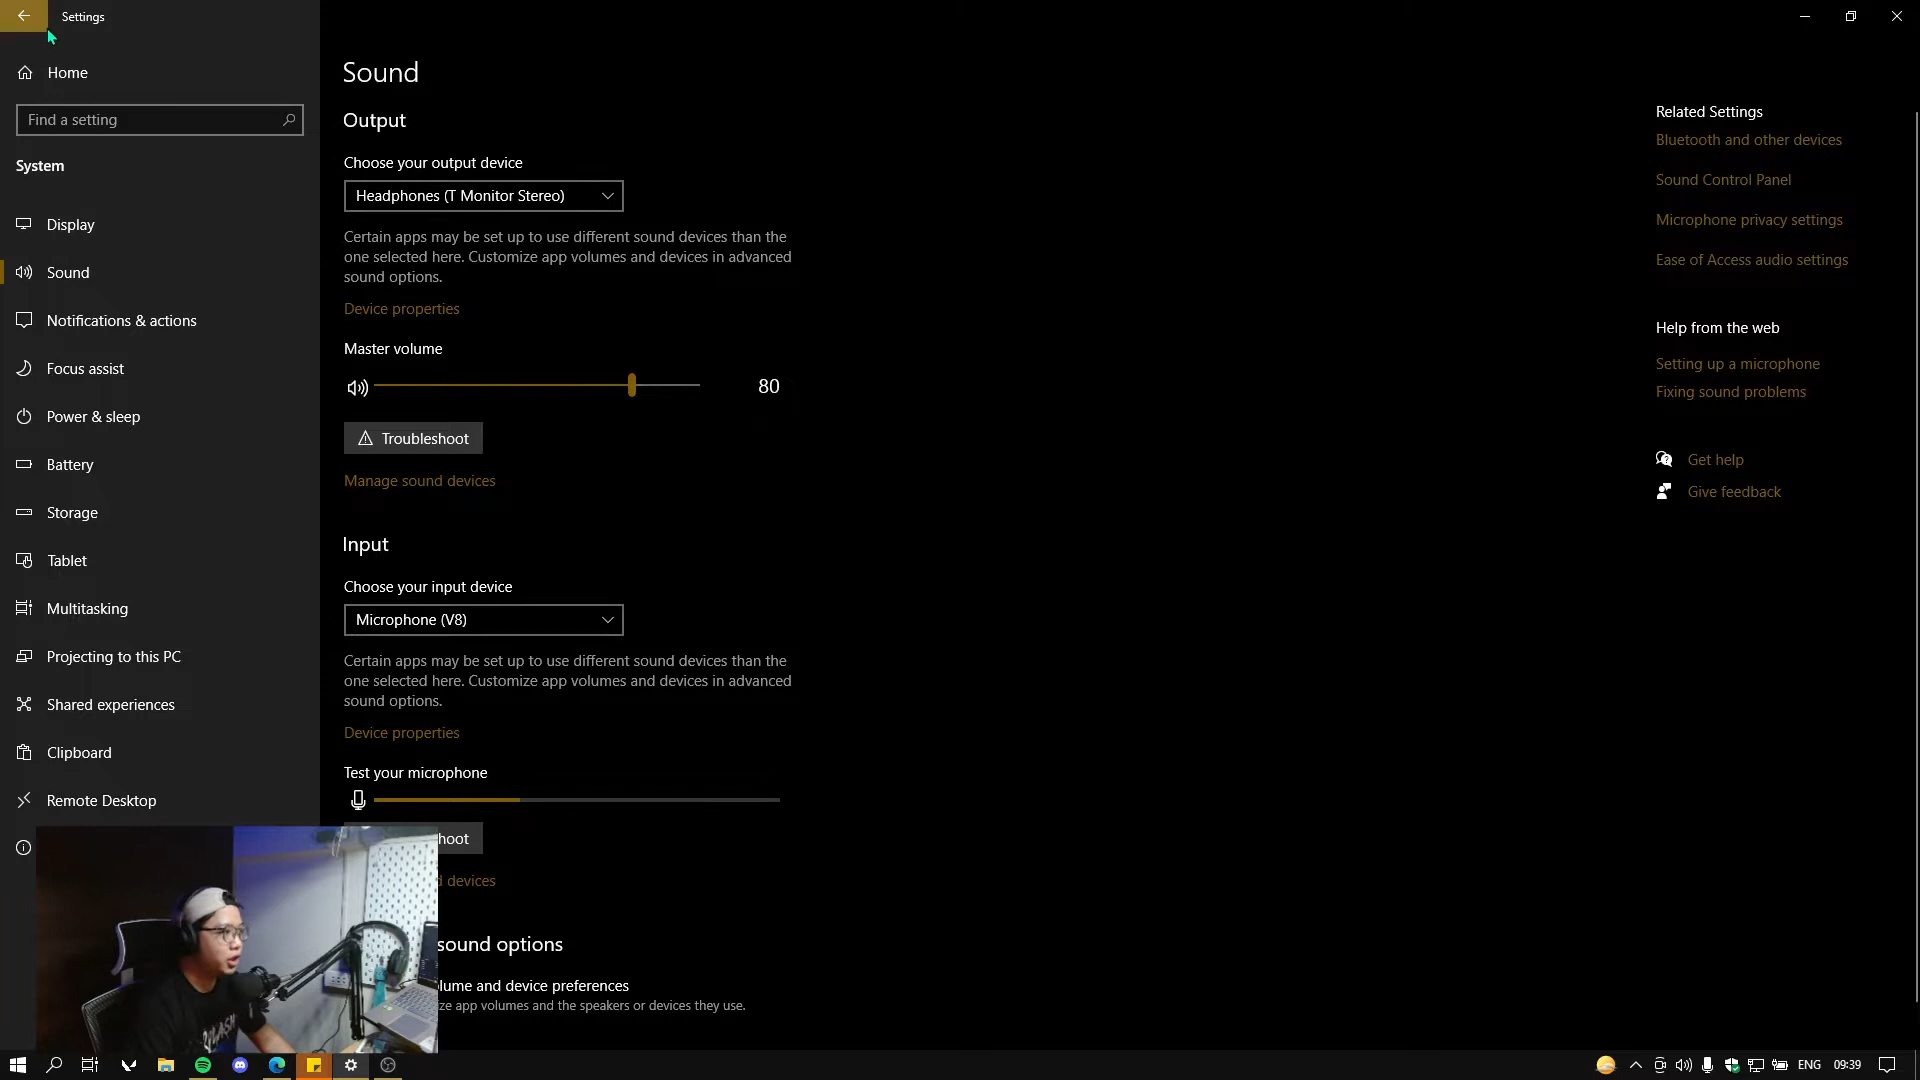 Settings
Home
Find a setting
System
Display
Sound
Notifications & actions
Focus assist
Power & sleep
Battery
Storage
Tablet
Multitasking
Projecting to this PC
Shared experiences
Clipboard
Remote Desktop
Sound
Output
Choose your output device
Headphones (T Monitor Stereo)
Certain apps may be set up to use different sound devices than the
one selected here. Customize app volumes and devices in advanced
sound options.
Device properties
Master volume
80
Troubleshoot
Manage sound devices
Input
Choose your input device
Microphone (V8)
Certain apps may be set up to use different sound devices than the
one selected here. Customize app volumes and devices in advanced
sound options.
Device properties
Test your microphone
hoot
devices
sound options
lume and device preferences
ze app volumes and the speakers or devices they use.
Related Settings
Bluetooth and other devices
Sound Control Panel
Microphone privacy settings
Ease of Access audio settings
Help from the web
Setting up a microphone
Fixing sound problems
Get help
Give feedback
ENG
09:39